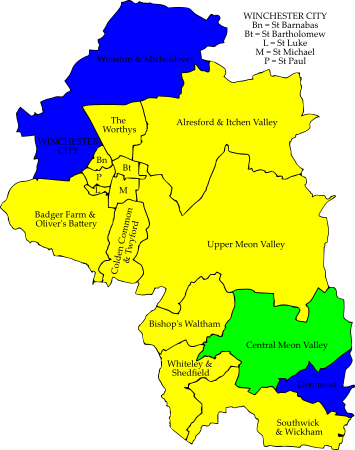 WINCHESTER CITY
Bn = St Barnabas
Bt = St Bartholomew
L = St Luke
M = St Michael
P = St Paul
Wonston & Micheldever
The
Worthys
Alresford & Itchen Valley
WINCHESTER
CITY
Bn
Bt
P
L
M
Badger Farm &
Oliver's Battery
Colden Common
& Twyford
Upper Meon Valley
Bishop's Waltham
Central Meon Valley
Whiteley &
Shedfield
Denmead
Southwick
& Wickham